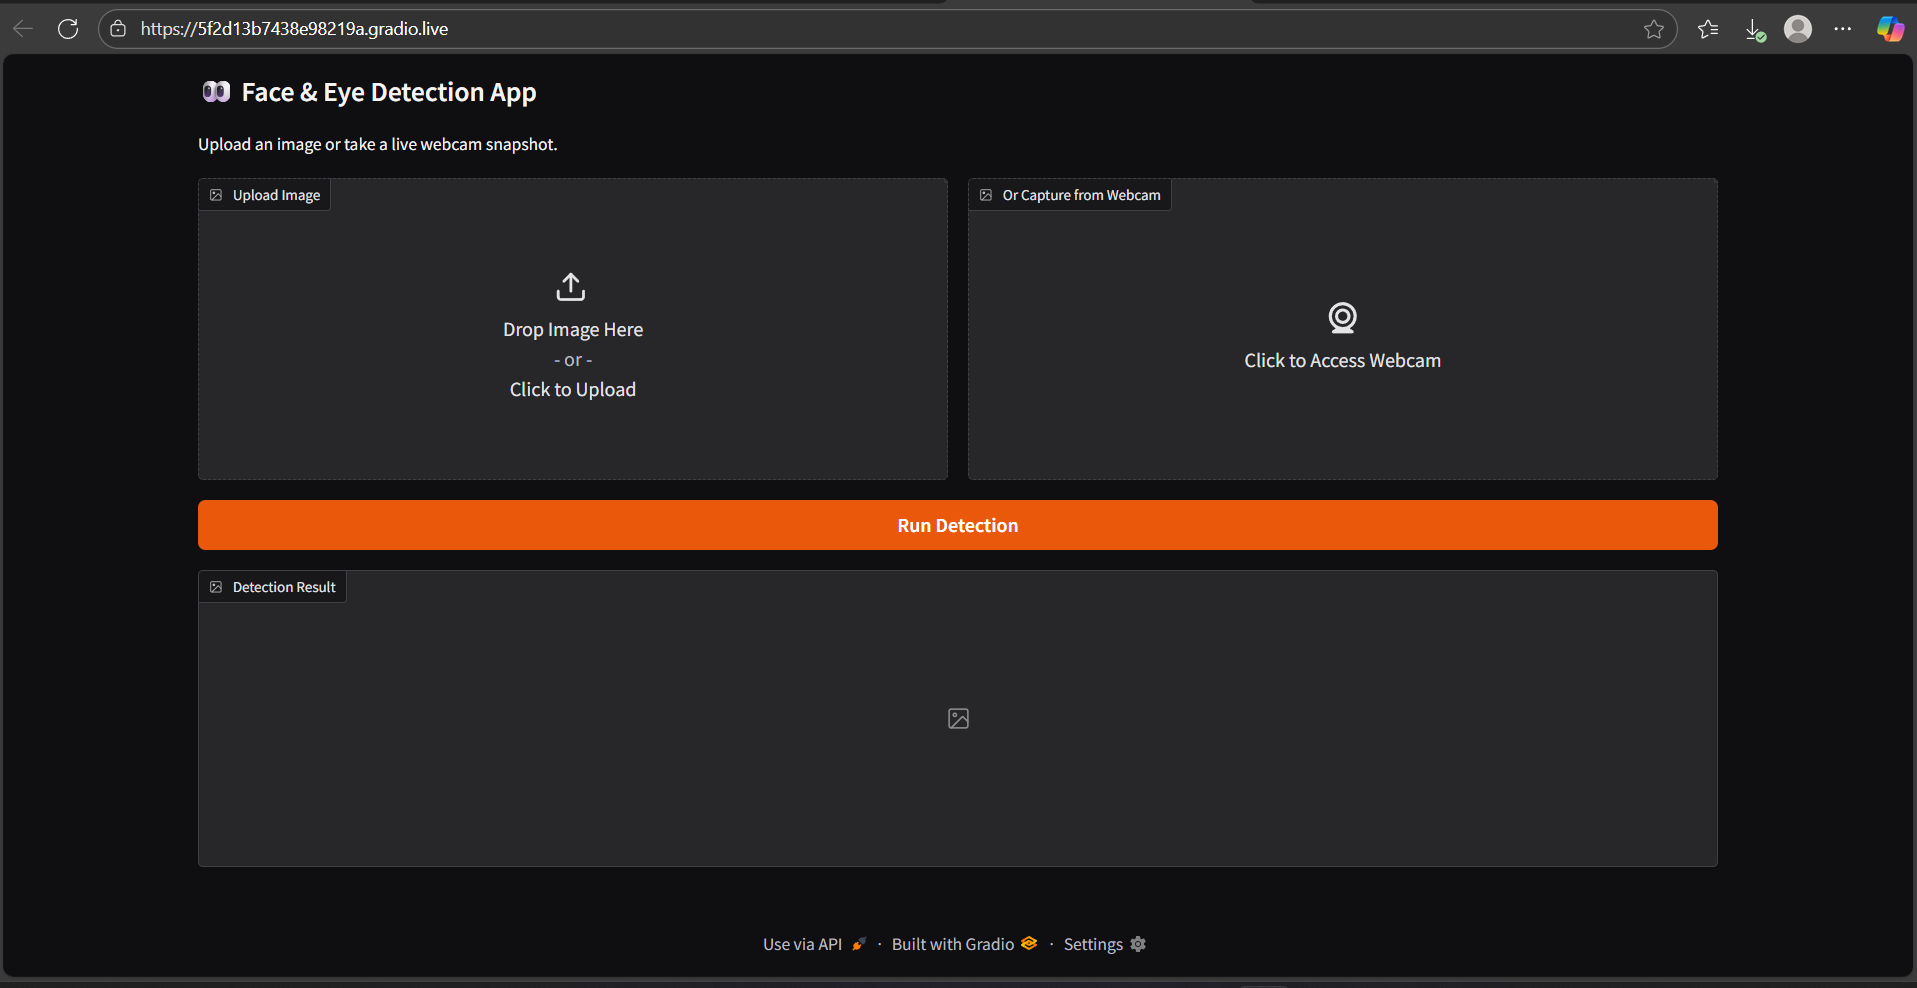 https://5f2d13b7438e98219a.gradio.live
👀 Face & Eye Detection App
Upload an image or take a live webcam snapshot.
Upload Image
Drop Image Here
- or -
Click to Upload
Or Capture from Webcam
Click to Access Webcam
Run Detection
Detection Result
Use via API · Built with Gradio · Settings